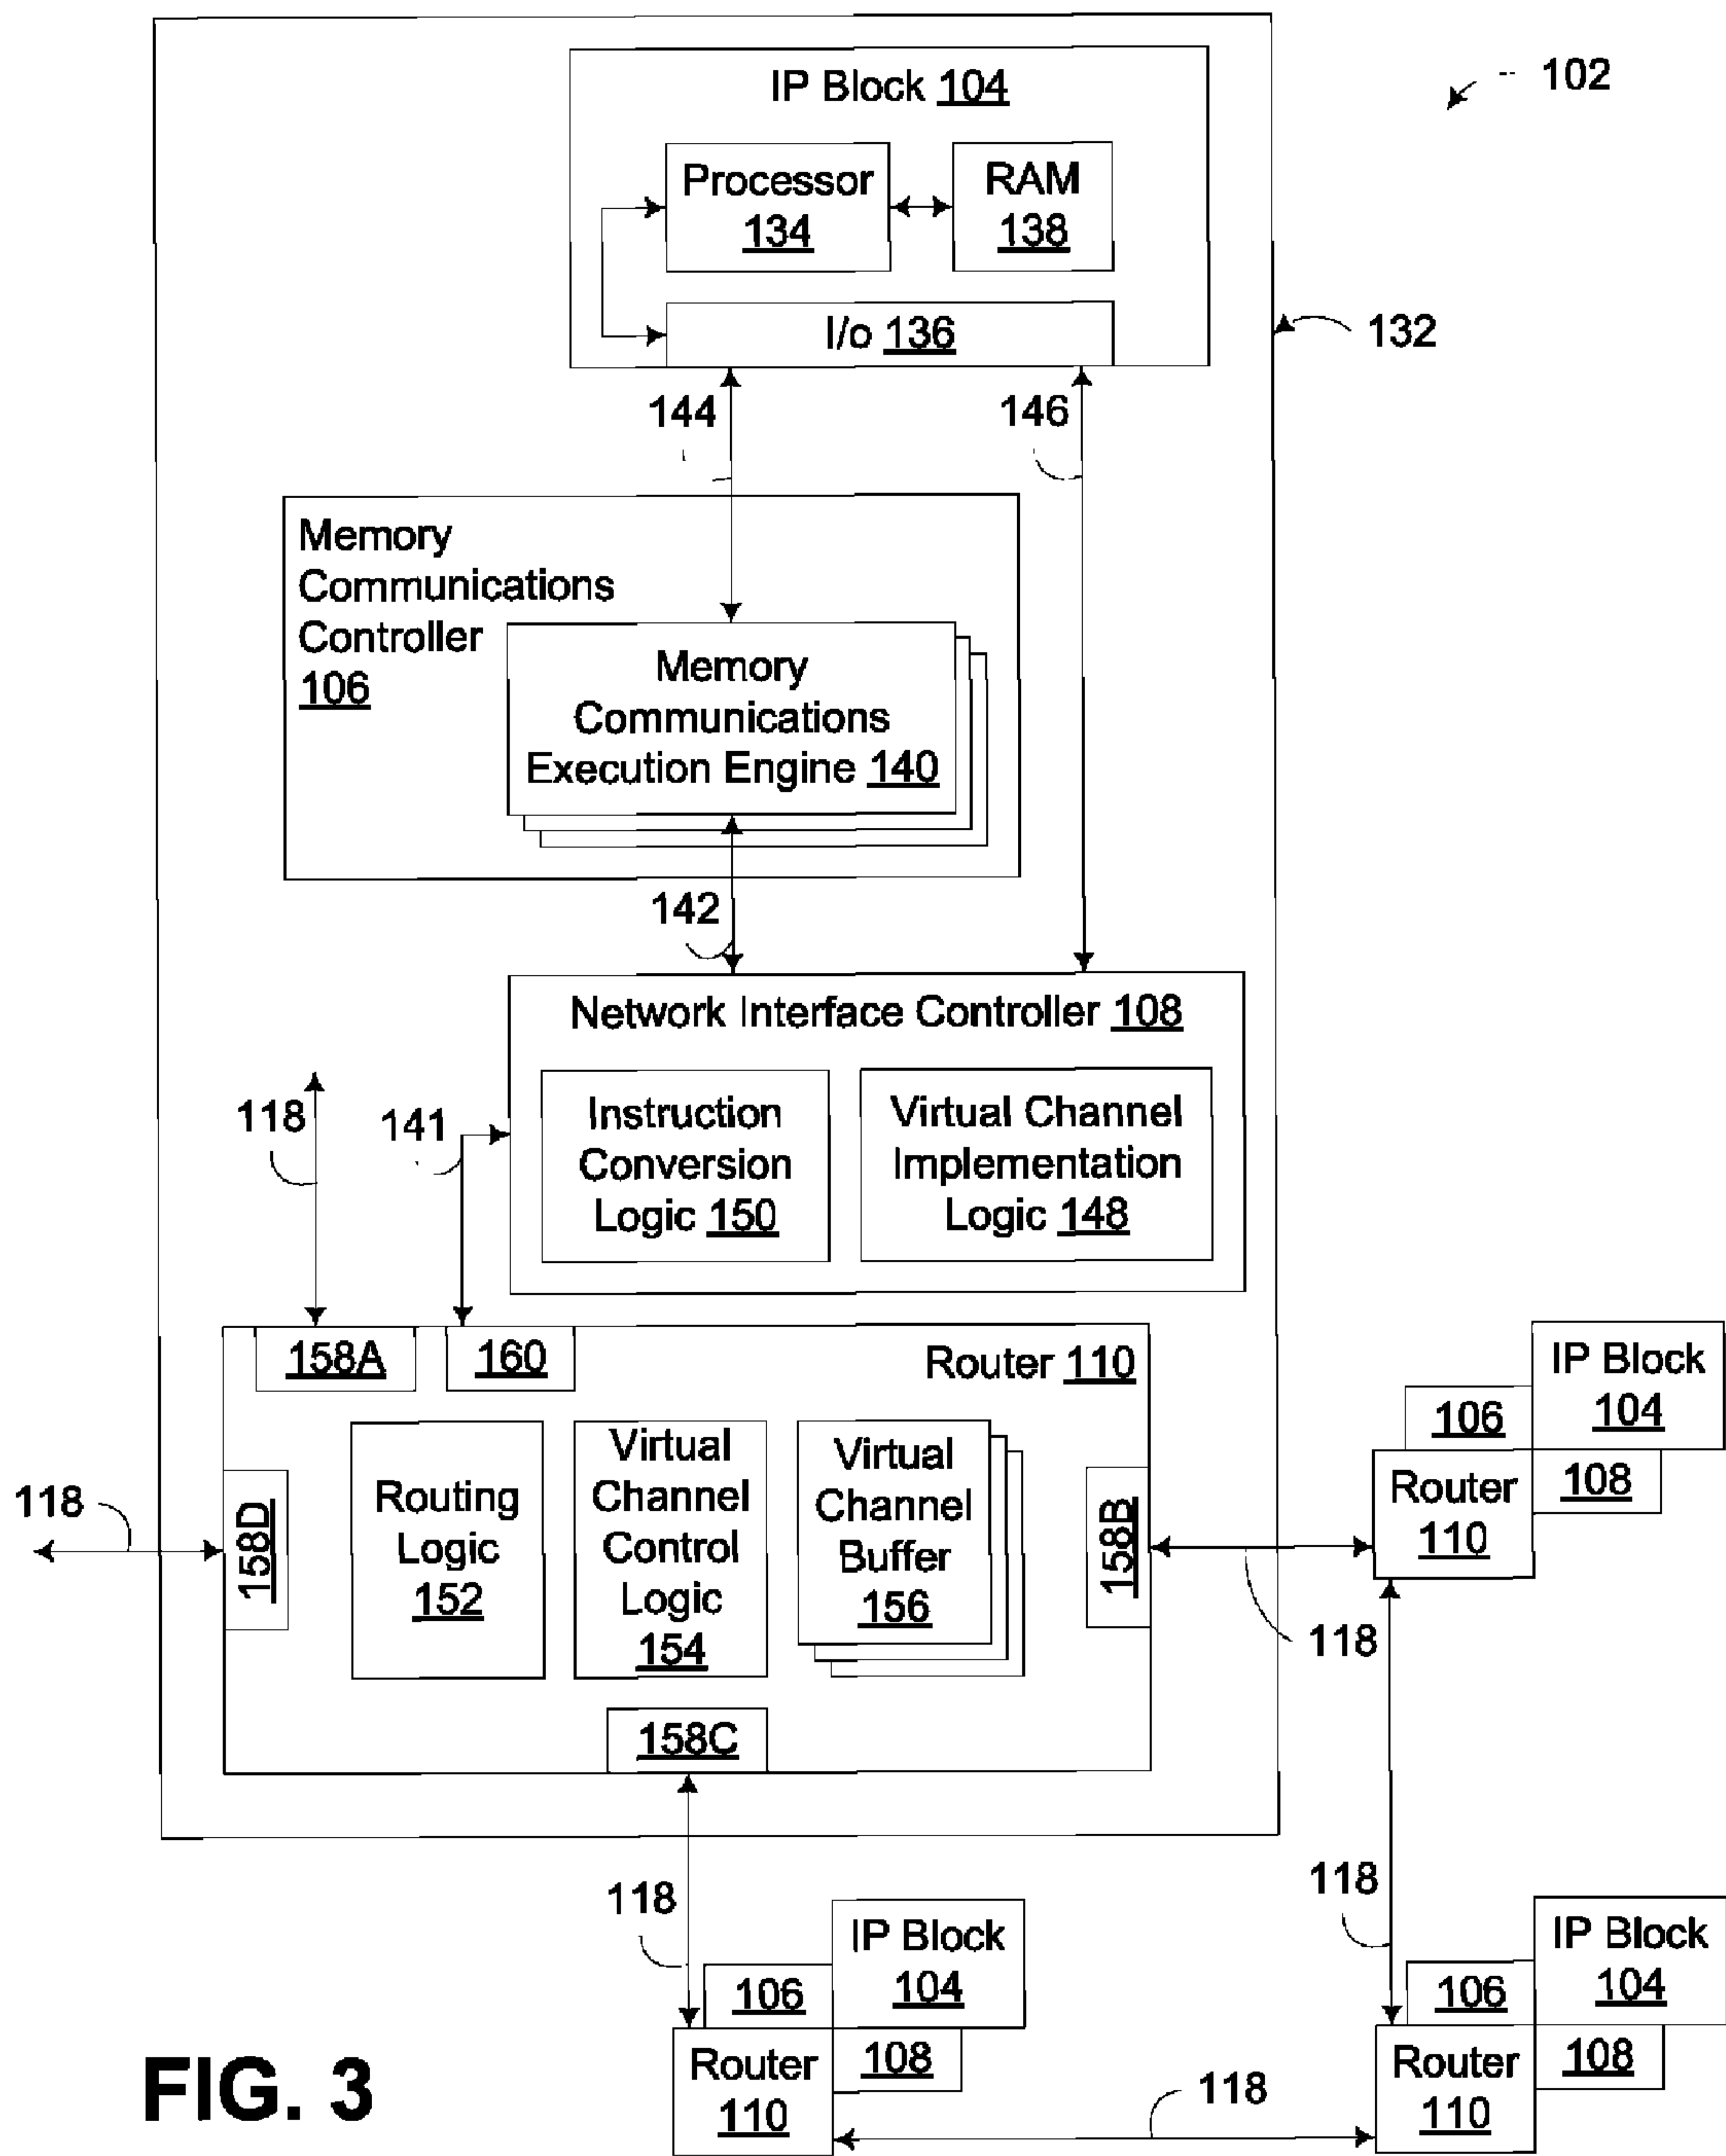 IP Block 104
102
Processor
134
RAM
138
I/o 136
132
144
146
Memory
Communications
Controller
106
Memory
Communications
Execution Engine 140
142
Network Interface Controller 108
118
141
Instruction
Conversion
Logic 150
Virtual Channel
Implementation
Logic 148
158A
160
Router 110
IP Block
104
106
108
Router
110
118
158D
Routing
Logic
152
Virtual
Channel
Control
Logic
154
Virtual
Channel
Buffer
156
158B
118
158C
118
118
IP Block
104
106
108
Router
110
IP Block
104
106
108
Router
110
118
FIG. 3